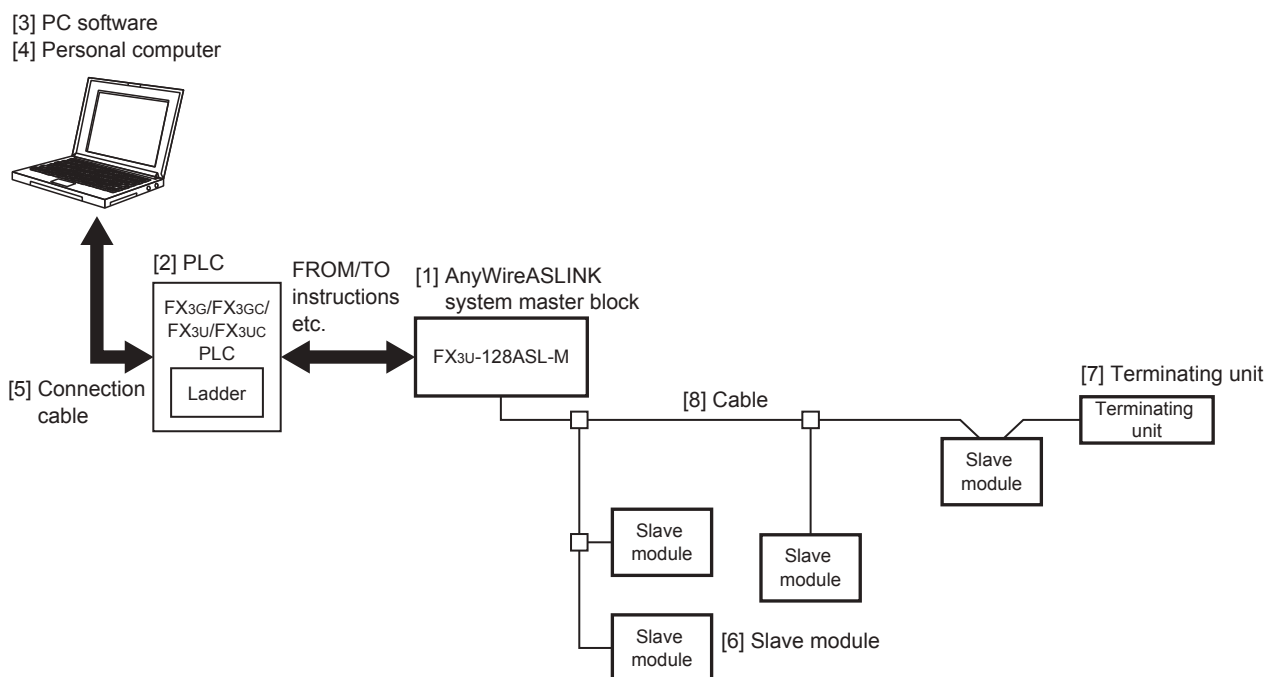 [3] PC software
[4] Personal computer
[2] PLC
FX3G/FX3GC/
FX3U/FX3UC
PLC
Ladder
FROM/TO
instructions
etc.
[1] AnyWireASLINK
system master block
FX3U-128ASL-M
[5] Connection
cable
[8] Cable
[7] Terminating unit
Terminating
unit
Slave
module
Slave
module
Slave
module
Slave
module
[6] Slave module